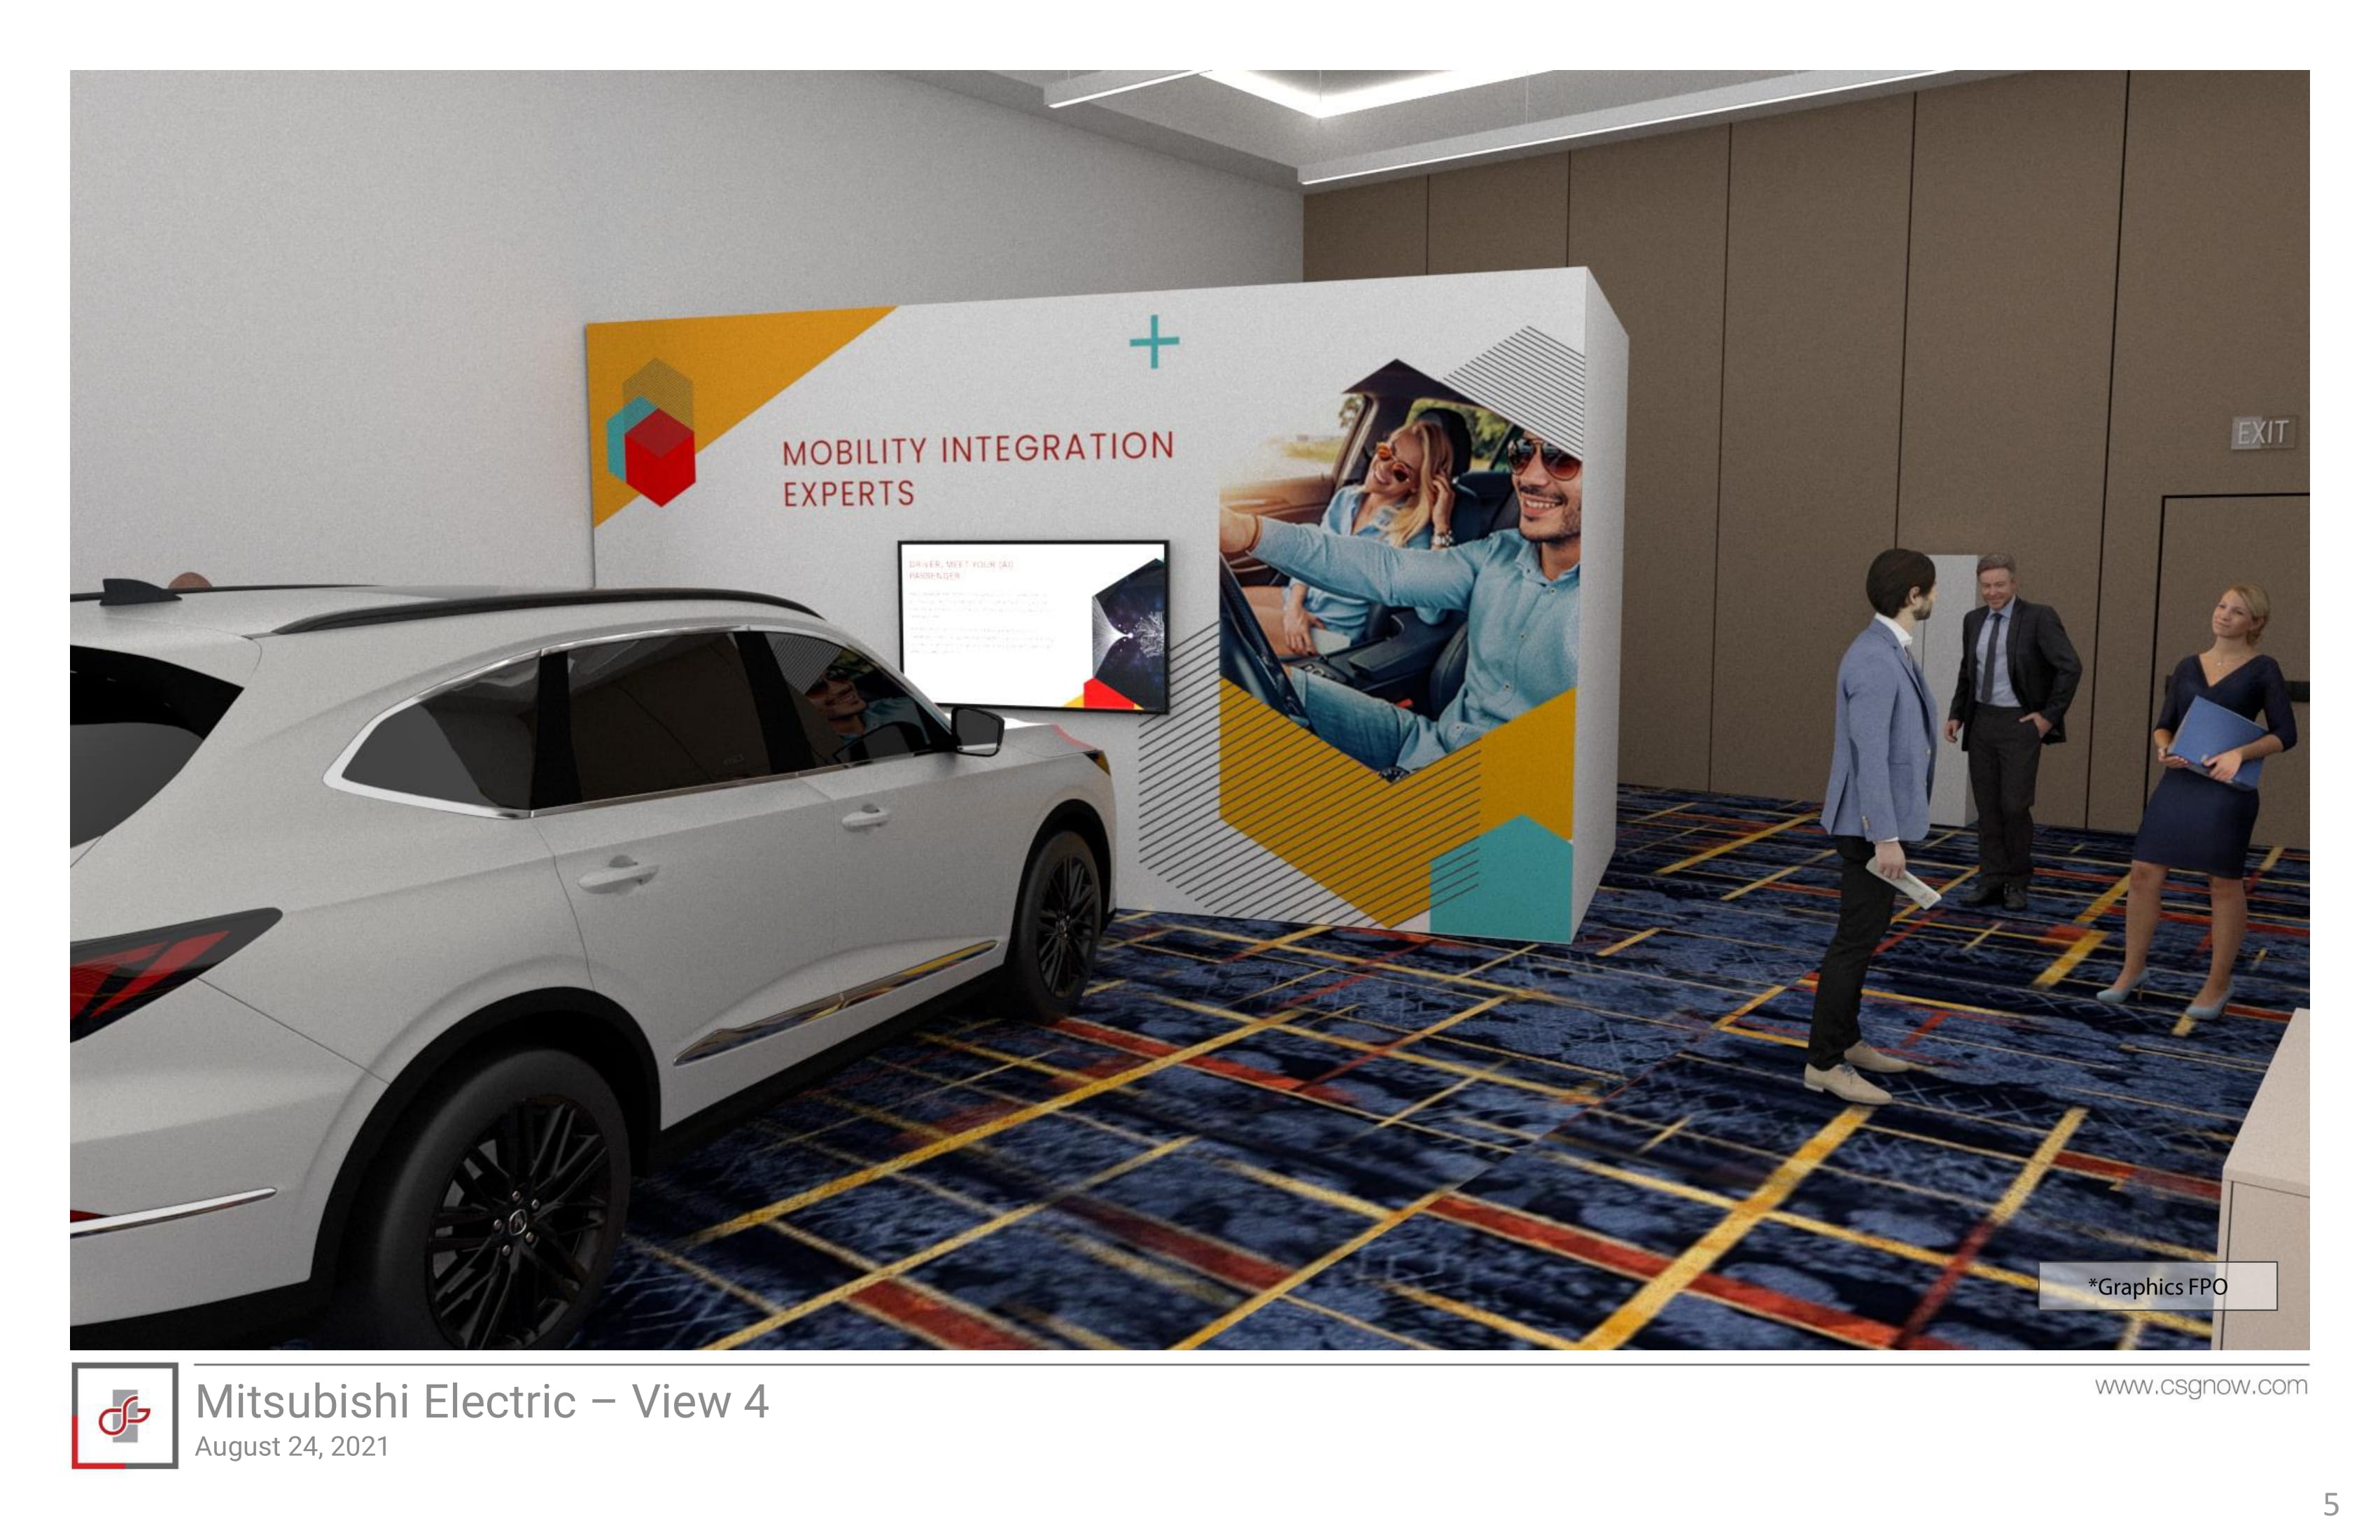 MOBILITY INTEGRATION
EXPERTS
DRIVER, MEET YOUR (AI)
PASSENGER
EXIT
*Graphics FPO
Mitsubishi Electric – View 4
August 24, 2021
www.csgnow.com
5